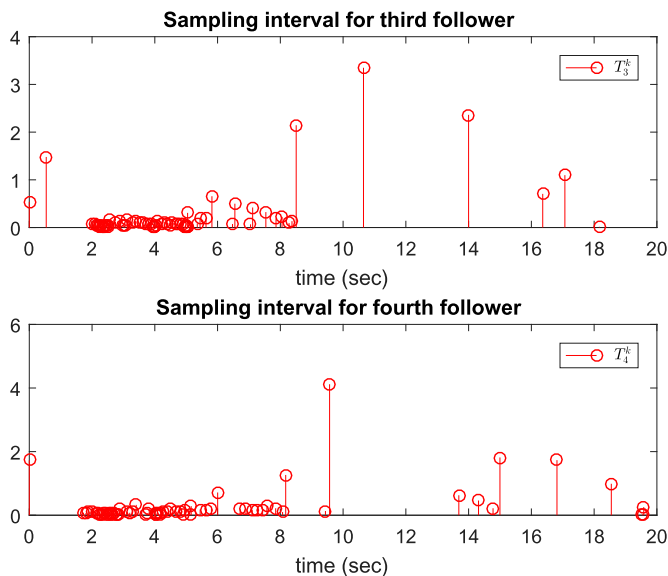 Sampling interval for third follower
4
3
2
1
0
T_3^k
0 2 4 6 8 10 12 14 16 18 20
time (sec)
Sampling interval for fourth follower
6
4
2
0
T_4^k
0 2 4 6 8 10 12 14 16 18 20
time (sec)